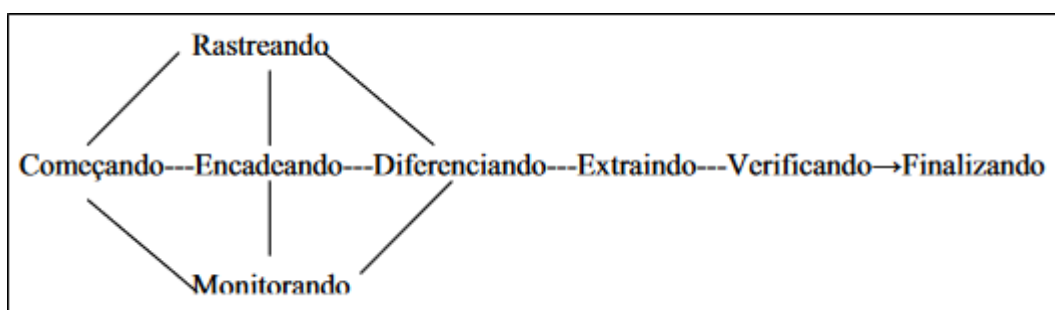 Rastreando
Começando---Encadeando---Diferenciando---Extraindo---Verificando→Finalizando
Monitorando